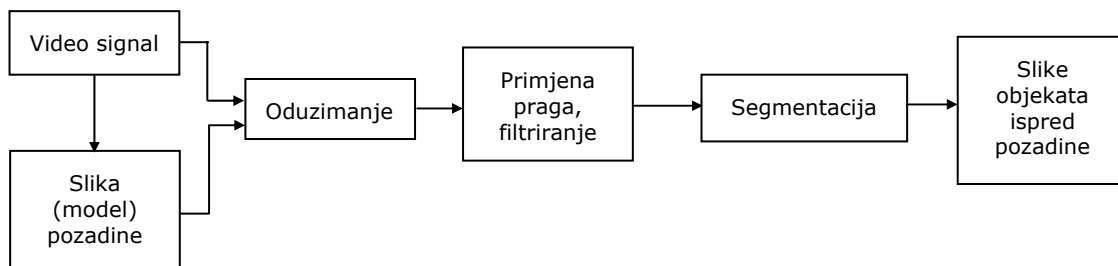 Video signal
Slika
(model)
pozadine
Oduzimanje
Primjena
praga,
filtriranje
Segmentacija
Slike
objekata
ispred
pozadine